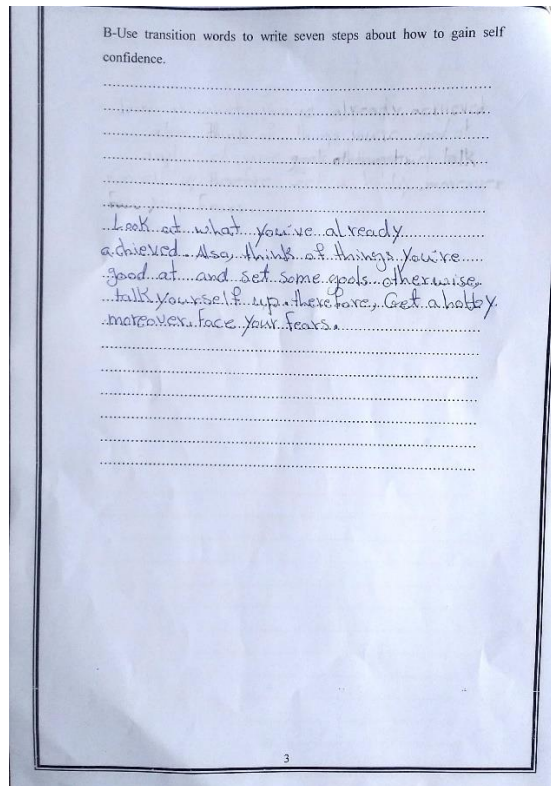 B-Use transition words to write seven steps about how to gain self
confidence.
Look at what you've already
achieved. Also, think of things you're
good at and set some goals otherwise,
talk yourself up. therefore, Get a hobby.
moreover, face your fears.
3